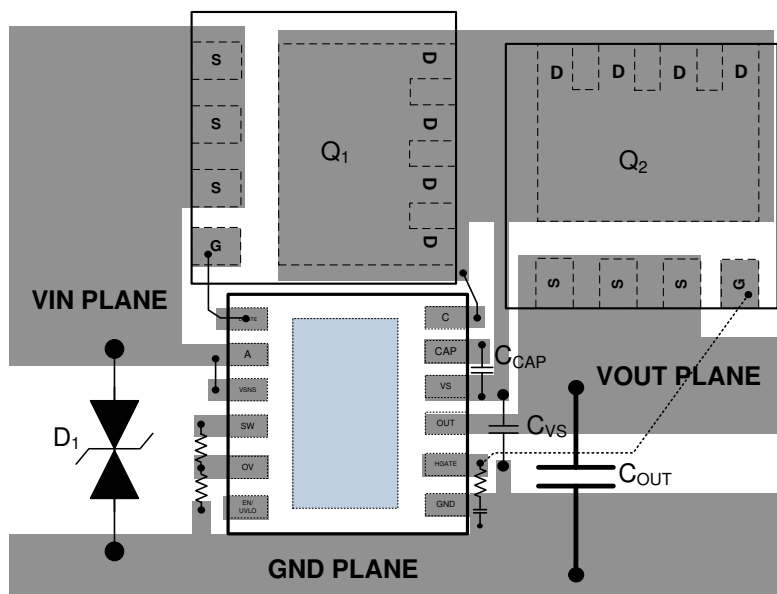 S
S
S
G
Q1
D
D
D
D
D D D D
Q2
S S S G
VIN PLANE
A
VSNS
SW
OV
EN/
UVLO
C
CAP
VS
OUT
HGATE
GND
CCAP
CVS
VOUT PLANE
COUT
D1
GND PLANE